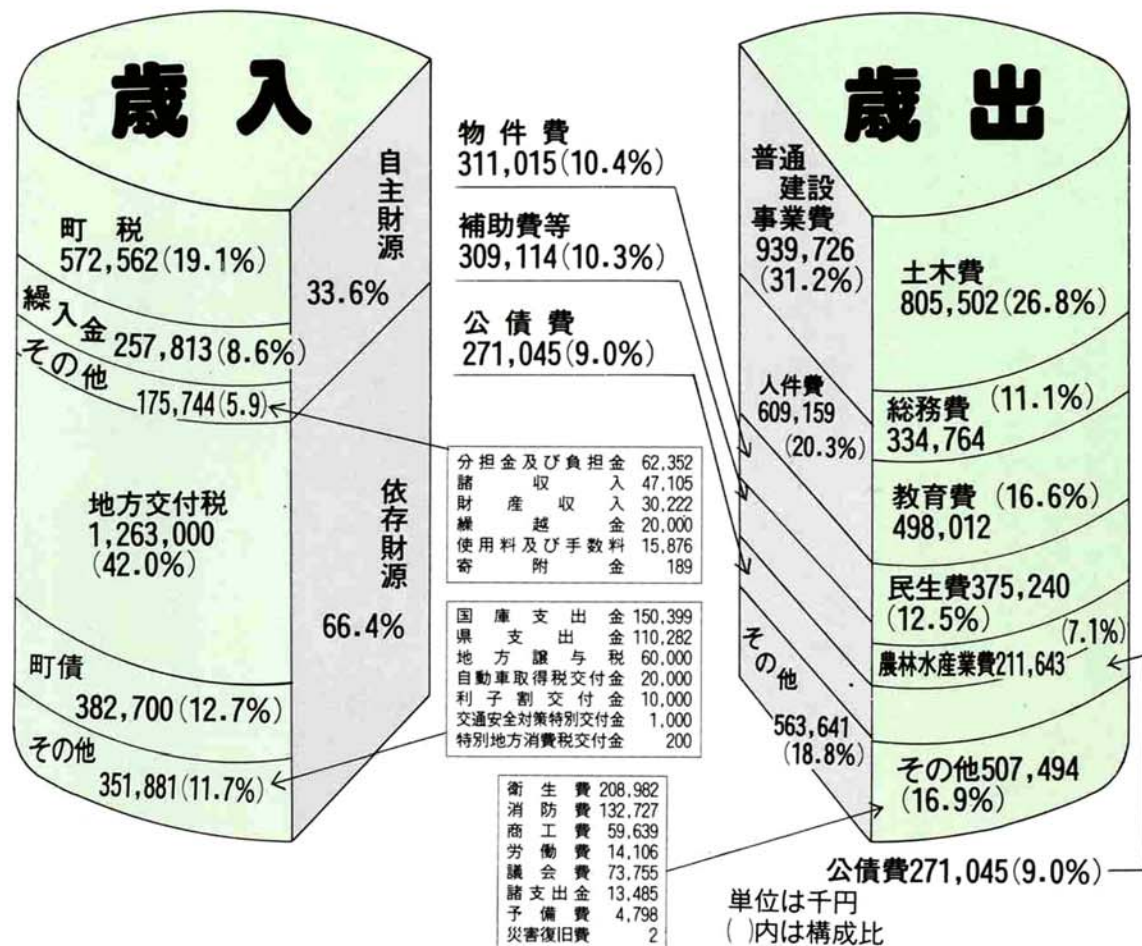 歳入
自主財源
33.6%
町税
572,562(19.1%)
繰入金 257,813(8.6%)
その他
175,744(5.9)
依存財源
66.4%
地方交付税
1,263,000
(42.0%)
町債
382,700(12.7%)
その他
351,881(11.7%)
分担金及び負担金 62,352
諸収入 47,105
財産収入 30,222
繰越金 20,000
使用料及び手数料 15,876
寄附金 189
国庫支出金 150,399
県支出金 110,282
地方譲与税 60,000
自動車取得税交付金 20,000
利子割交付金 10,000
交通安全対策特別交付金 1,000
特別地方消費税交付金 200
物件費
311,015(10.4%)
補助費等
309,114(10.3%)
公債費
271,045(9.0%)
歳出
普通
建設
事業費
939,726
(31.2%)
人件費
609,159
(20.3%)
その他
563,641
(18.8%)
土木費
805,502(26.8%)
総務費 (11.1%)
334,764
教育費 (16.6%)
498,012
民生費375,240
(12.5%)
(7.1%)
農林水産業費211,643
その他507,494
(16.9%)
公債費271,045(9.0%)
衛生費 208,982
消防費 132,727
商工費 59,639
労働費 14,106
議会費 73,755
諸支出金 13,485
予備費 4,798
災害復旧費 2
単位は千円
( )内は構成比